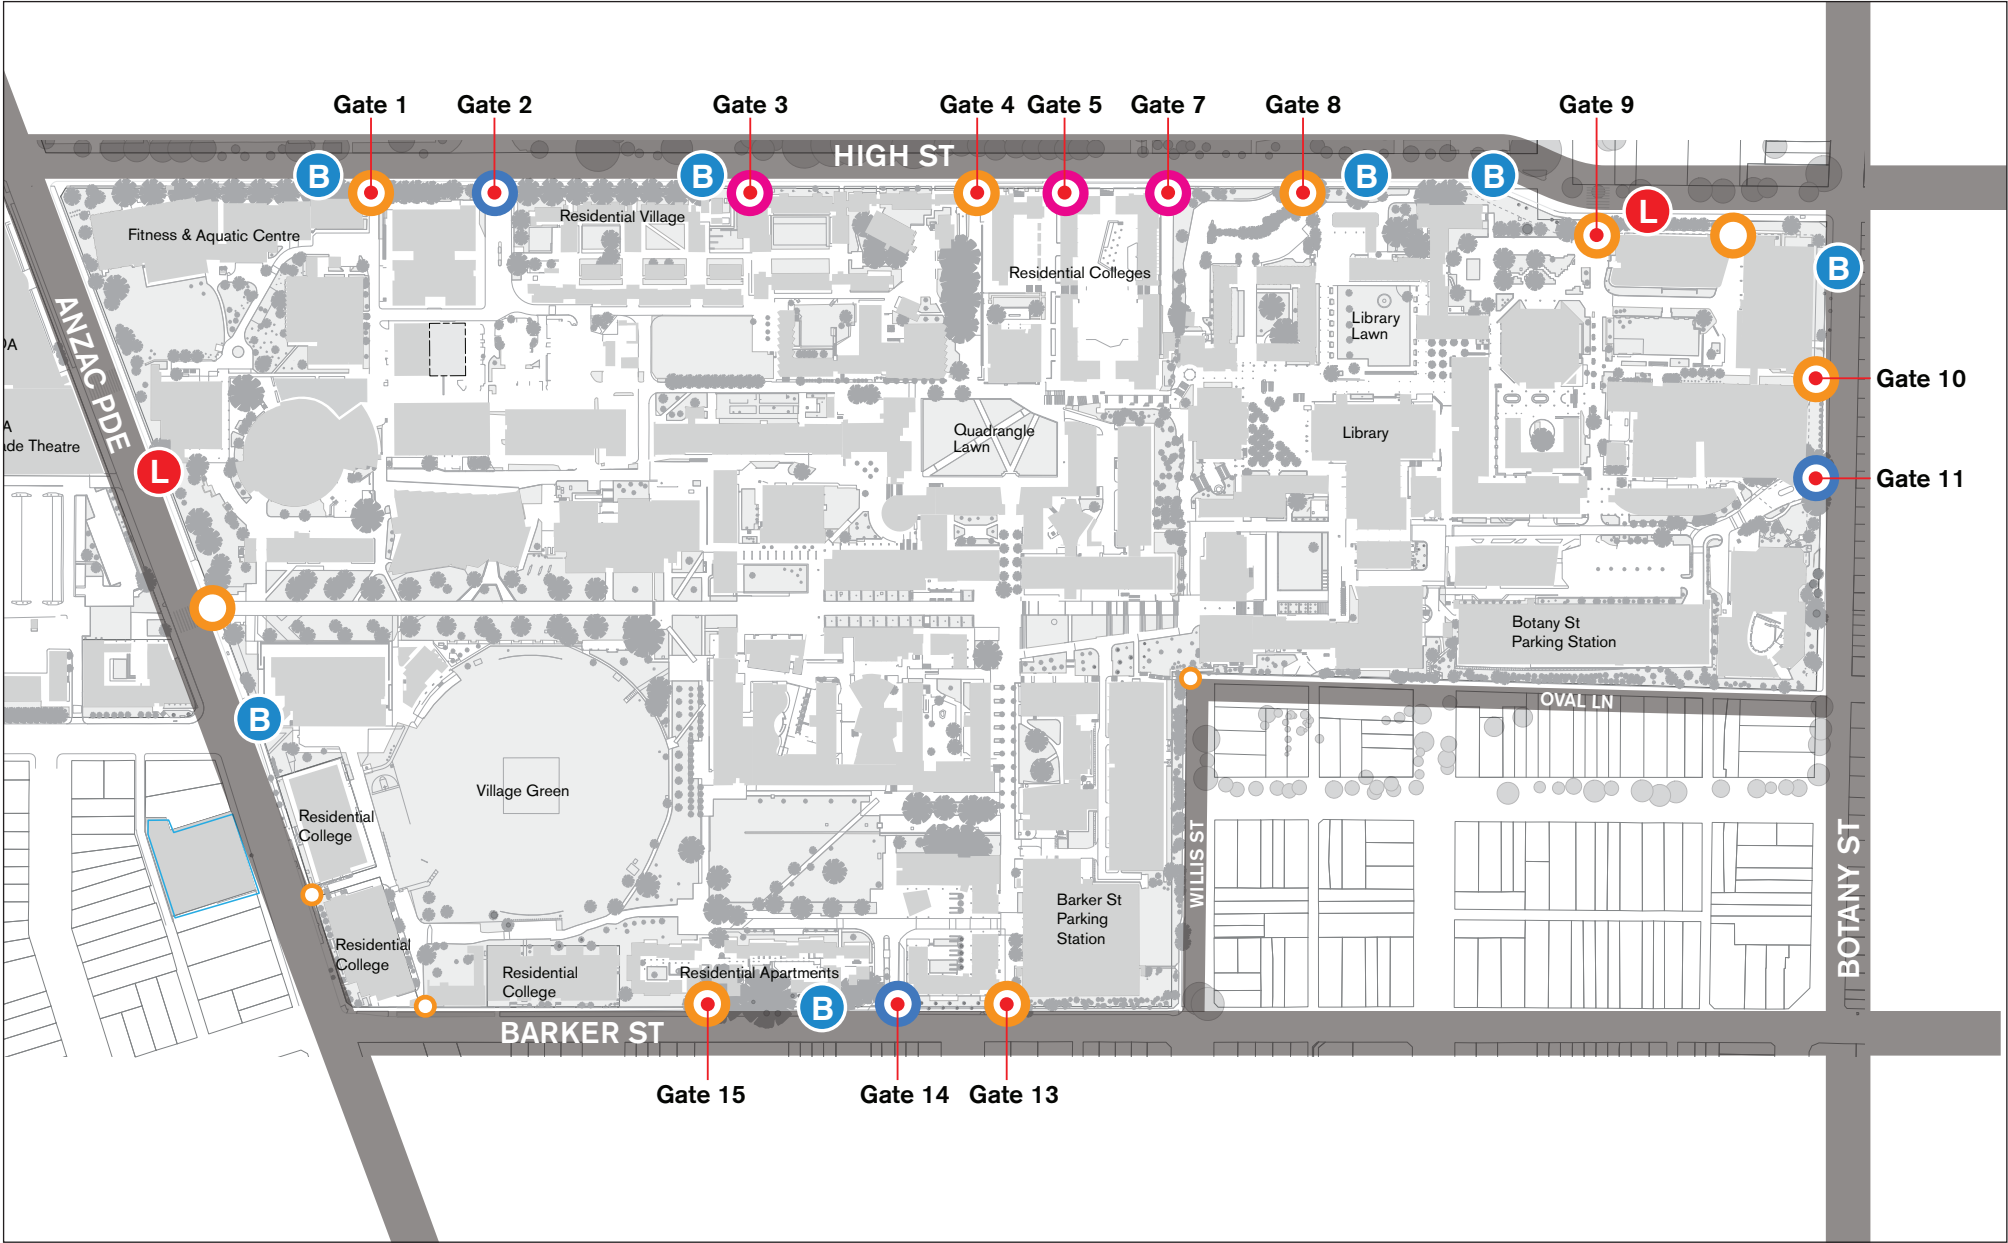 Gate 1
Gate 2
Gate 3
Gate 4
Gate 5
Gate 7
Gate 8
Gate 9
HIGH ST
B
B
B
B
L
B
Residential Village
Fitness & Aquatic Centre
Residential Colleges
Library
Lawn
ANZAC PDE
DA
A
ade Theatre
Gate 10
Quadrangle
Lawn
Library
L
Gate 11
Botany St
Parking Station
OVAL LN
B
Village Green
Residential
College
WILLIS ST
BOTANY ST
Barker St
Parking
Station
Residential
College
Residential
College
Residential Apartments
B
BARKER ST
Gate 15
Gate 14
Gate 13